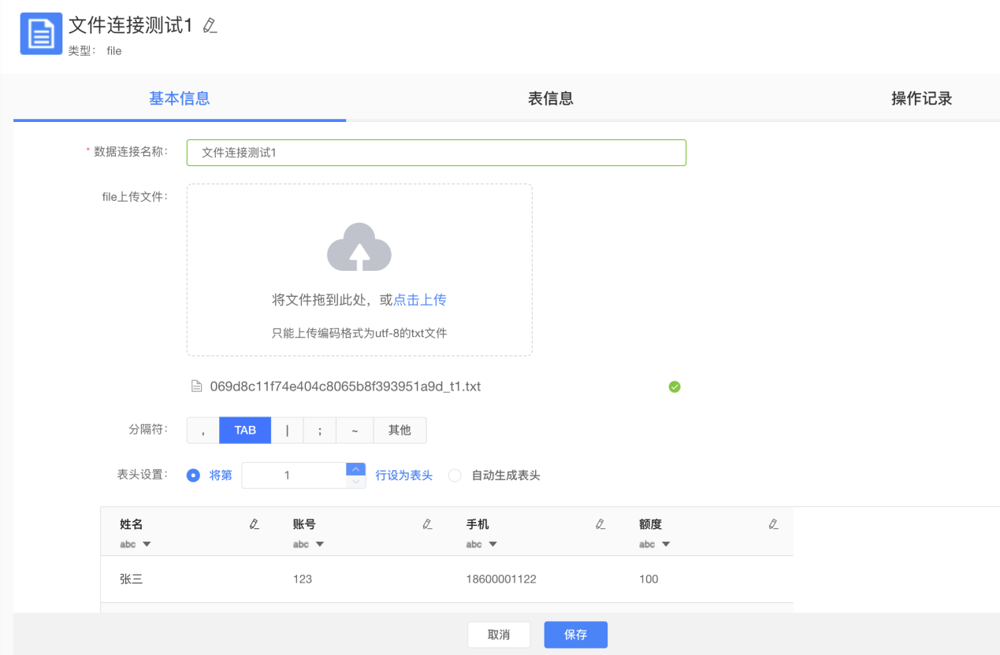 文件连接测试1
类型： file
基本信息 表信息 操作记录
* 数据连接名称： 文件连接测试1
file上传文件：
将文件拖到此处，或点击上传
只能上传编码格式为utf-8的txt文件
069d8c11f74e404c8065b8f393951a9d_t1.txt
分隔符： , TAB | ; ~ 其他
表头设置： 将第 1 行设为表头 自动生成表头
姓名 账号 手机 额度
abc abc abc abc
张三 123 18600001122 100
取消 保存